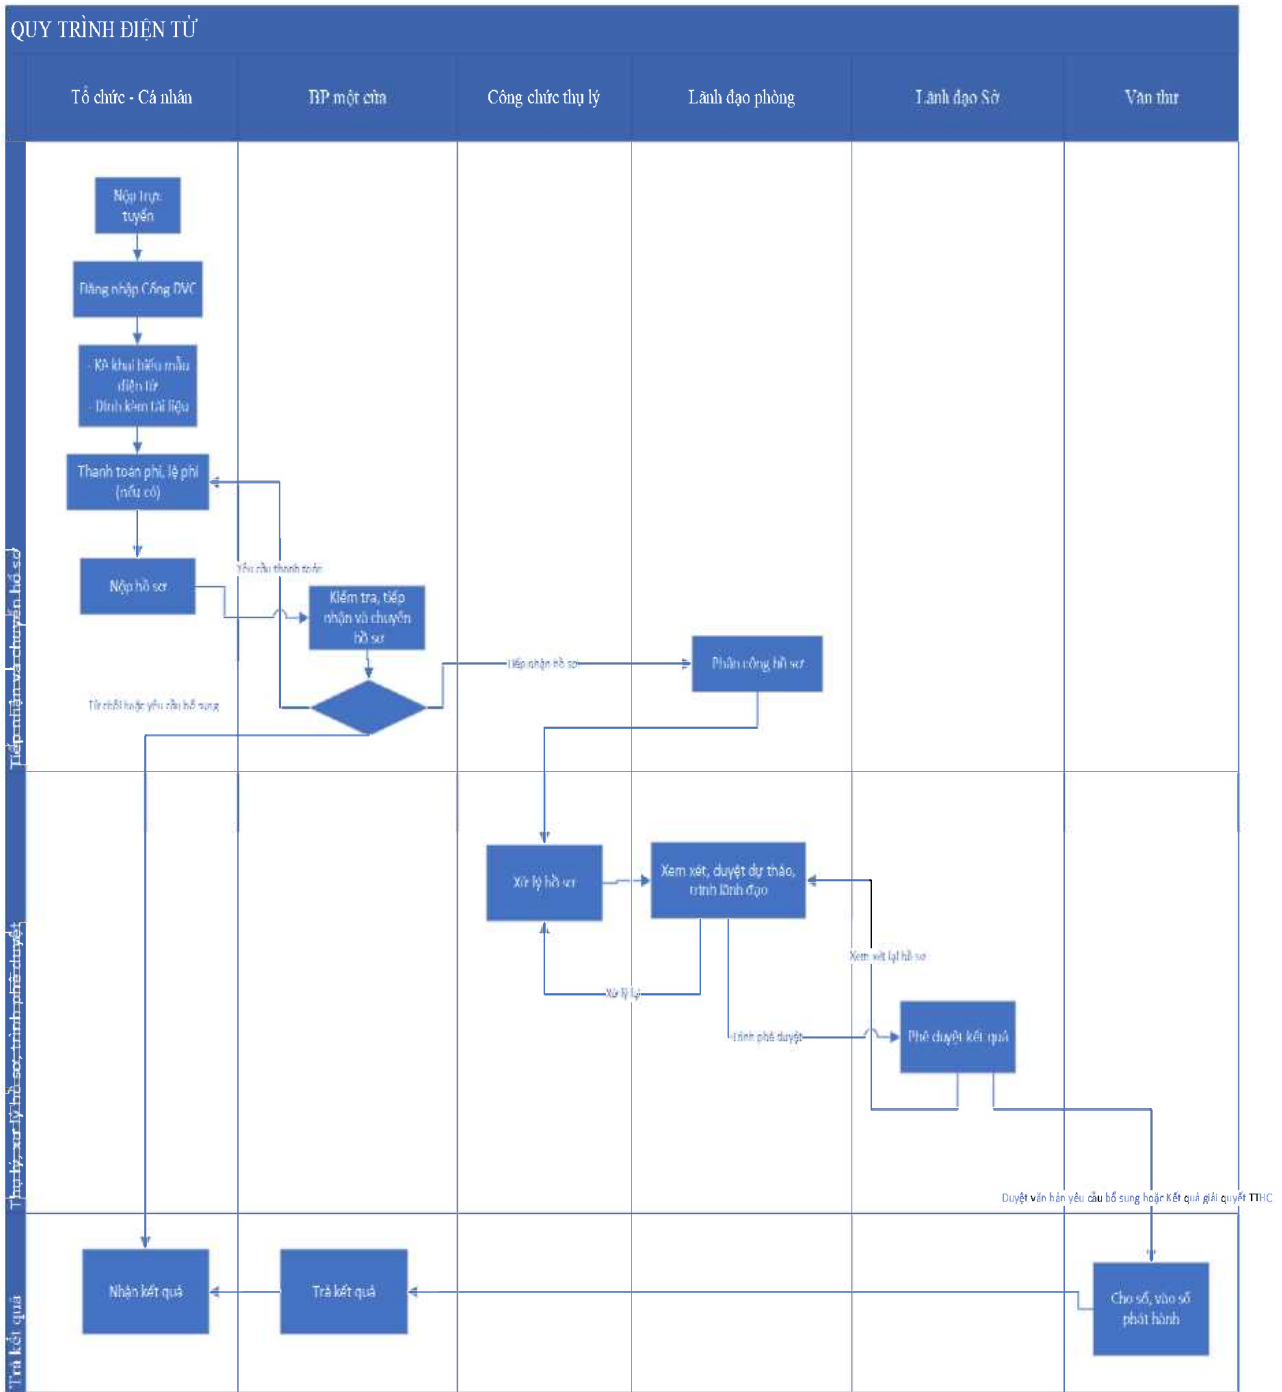 QUY TRÌNH ĐIỆN TỬ
Tổ chức - Cá nhân
BP một cửa
Công chức thụ lý
Lãnh đạo phòng
Lãnh đạo Sở
Văn thư
Nộp trực
tuyến
Đăng nhập Cổng DVC
- Kê khai biểu mẫu
điện tử
- Đính kèm tài liệu
Thanh toán phí, lệ phí
(nếu có)
Yêu cầu thanh toán
Nộp hồ sơ
Kiểm tra, tiếp
nhận và chuyển
hồ sơ
Tiếp nhận hồ sơ
Phân công hồ sơ
Từ chối hoặc yêu cầu bổ sung
Tiếp nhận và chuyển hồ sơ
Xử lý hồ sơ
Xem xét, duyệt dự thảo,
trình lãnh đạo
Xem xét lại hồ sơ
Xử lý lại
Trình phê duyệt
Phê duyệt kết quả
Thụ lý, xử lý hồ sơ, trình phê duyệt
Duyệt văn bản yêu cầu bổ sung hoặc Kết quả giải quyết TTHC
Nhận kết quả
Trả kết quả
Cho số, vào sổ
phát hành
Trả kết quả